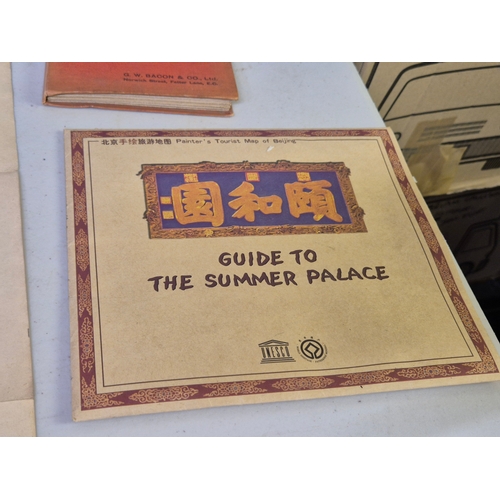 G. W. BACON & CO., Ltd.
北京手绘旅游地图 Painter's Tourist Map of Beijing
園和頤
GUIDE TO
THE SUMMER PALACE
UNESCO